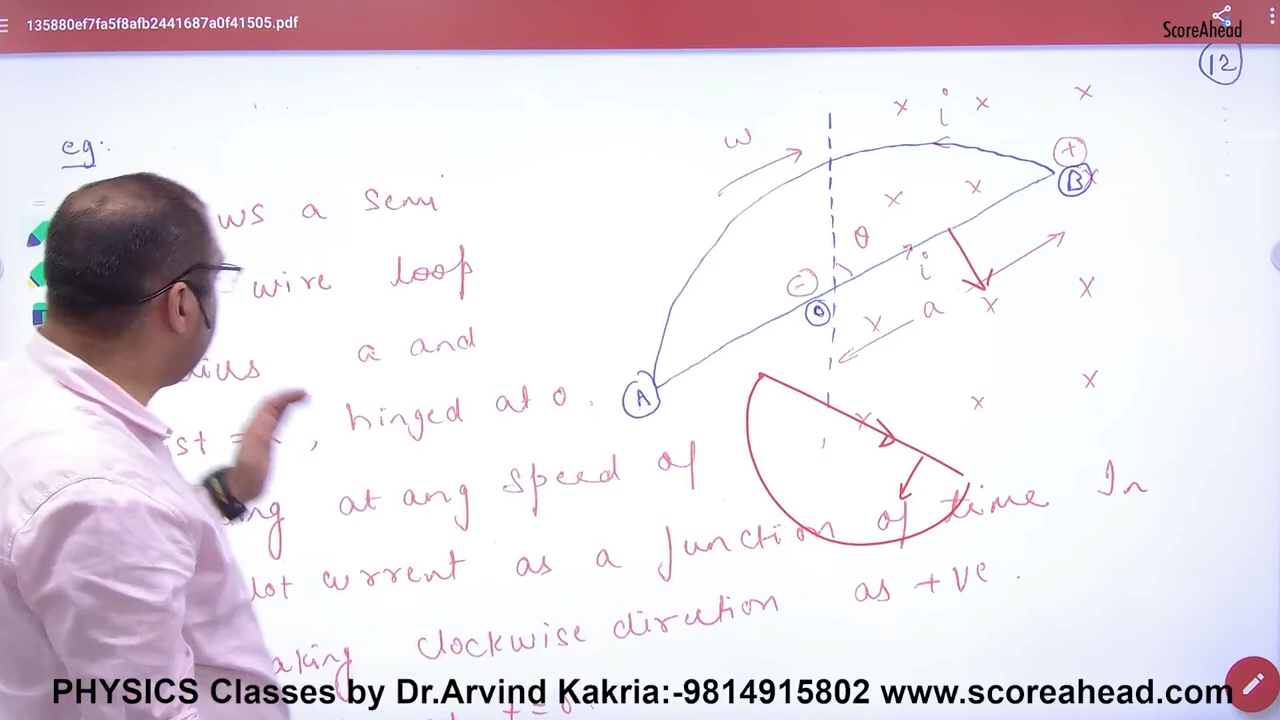 135880ef7fa5f8afb2441687a0f41505.pdf
ScoreAhead
12
eg:
ws a semi
wire loop
a and
, hinged at O.
at ang speed of
current as a function of time In
clockwise direction as +ve.
t=0
ω
x x x
i
+
B
x x
θ
i
-
O
a
x x x
A
x x x
PHYSICS Classes by Dr.Arvind Kakria:-9814915802 www.scoreahead.com